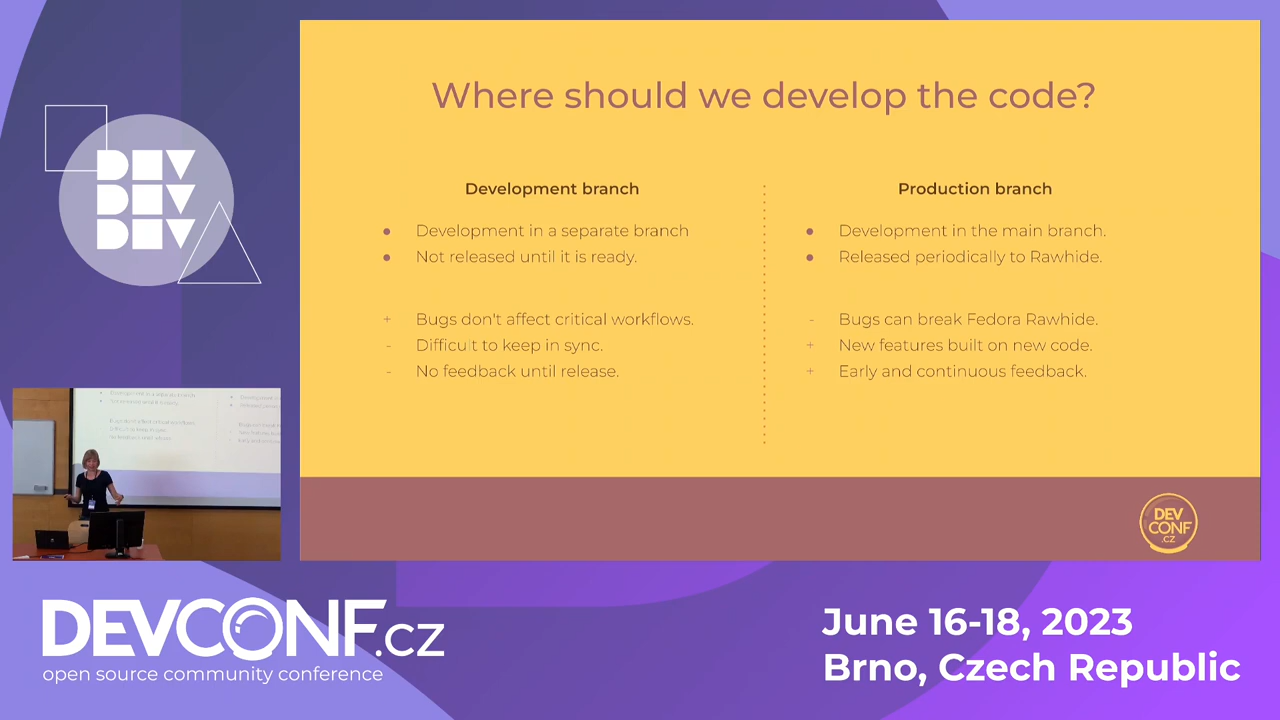 DEV
DEV
DEV
Where should we develop the code?
Development branch
● Development in a separate branch
● Not released until it is ready.
+ Bugs don't affect critical workflows.
- Difficult to keep in sync.
- No feedback until release.
Production branch
● Development in the main branch.
● Released periodically to Rawhide.
- Bugs can break Fedora Rawhide.
+ New features built on new code.
+ Early and continuous feedback.
DEV
CONF
.CZ
DEVCONF.cz
open source community conference
June 16-18, 2023
Brno, Czech Republic